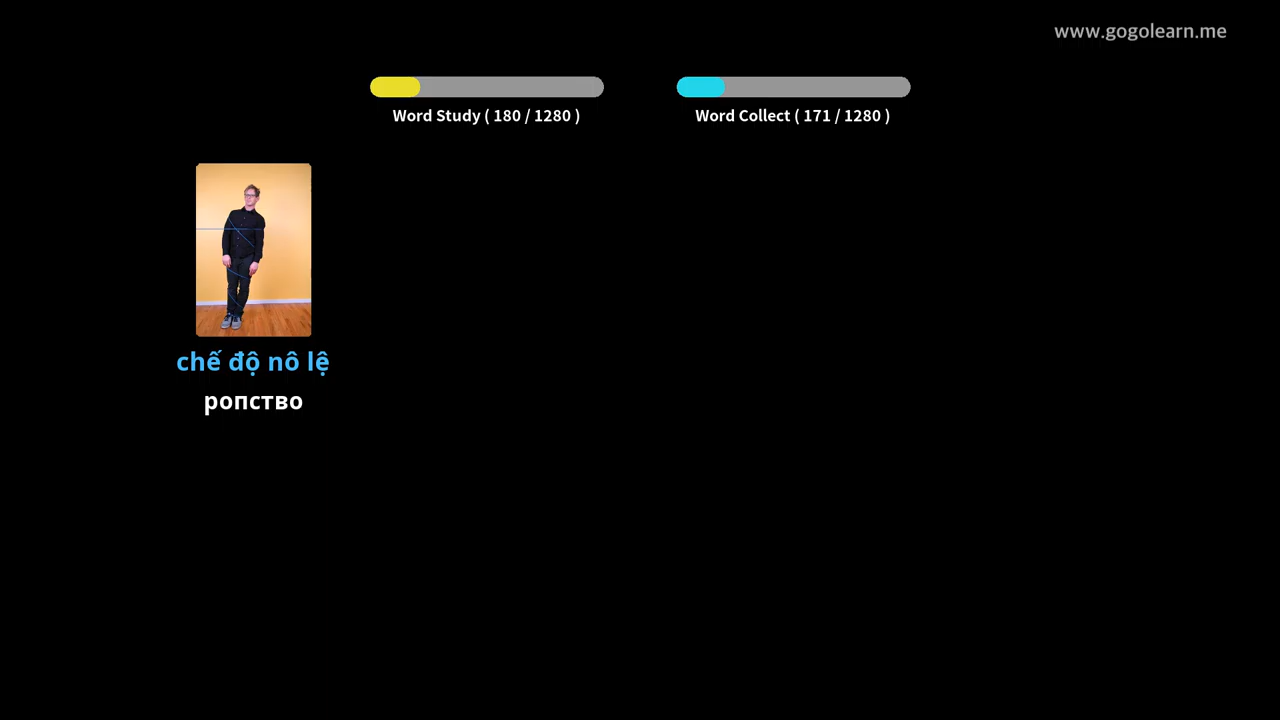 www.gogolearn.me
Word Study ( 180 / 1280 )
Word Collect ( 171 / 1280 )
chế độ nô lệ
ропство